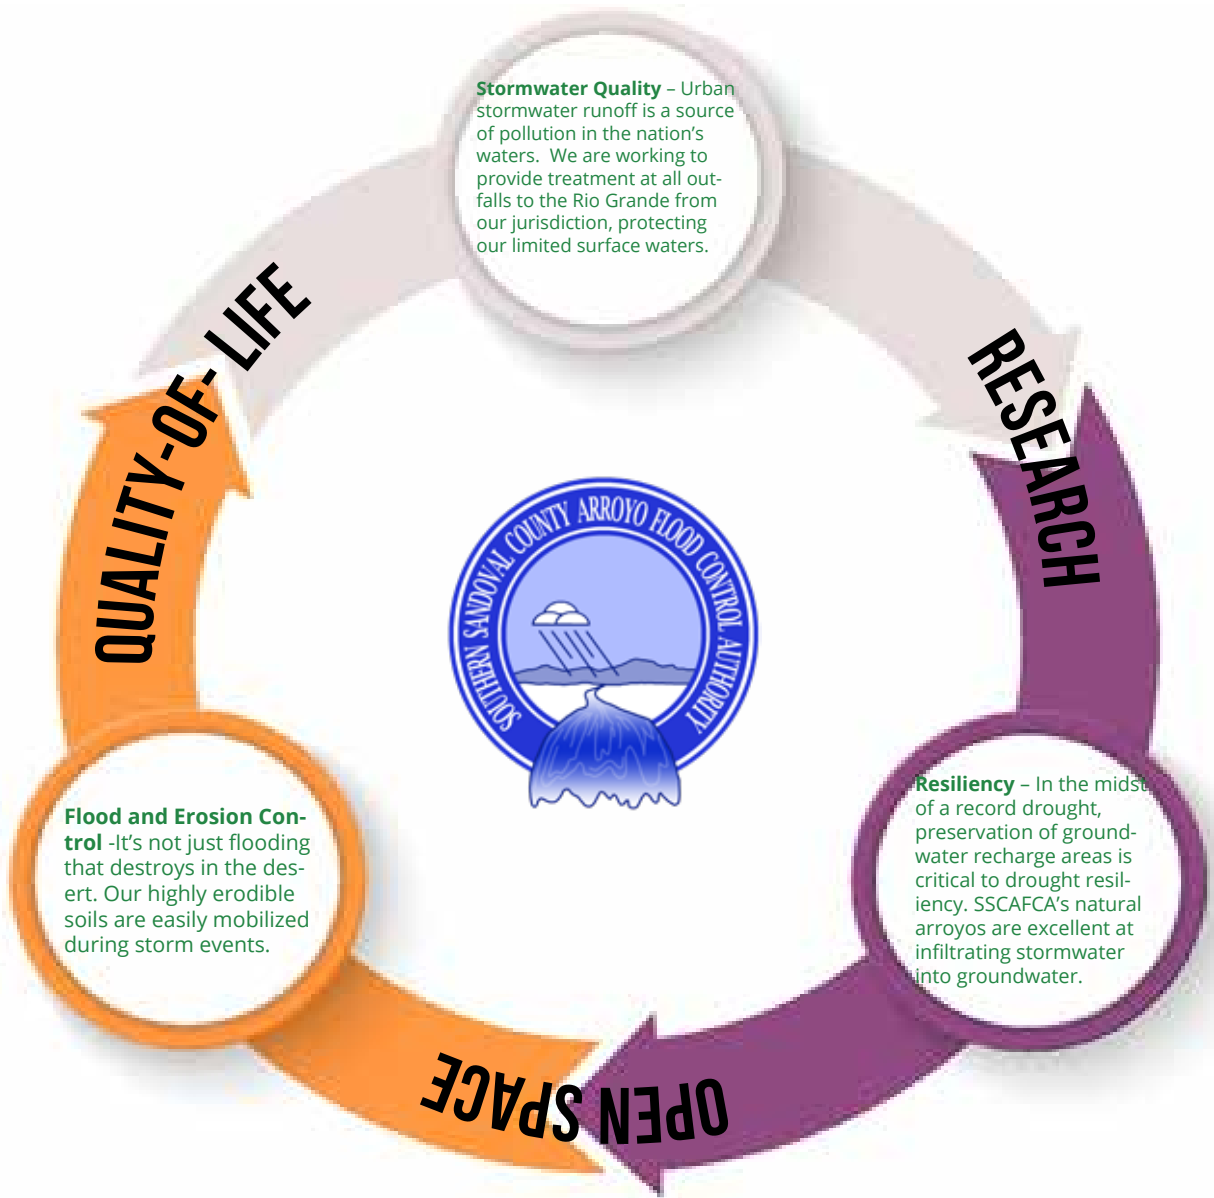 Stormwater Quality – Urban
stormwater runoff is a source
of pollution in the nation's
waters.  We are working to
provide treatment at all out-
falls to the Rio Grande from
our jurisdiction, protecting
our limited surface waters.
QUALITY-OF- LIFE
RESEARCH
SOUTHERN SANDOVAL COUNTY ARROYO FLOOD CONTROL AUTHORITY
Flood and Erosion Con-
trol -It's not just flooding
that destroys in the des-
ert. Our highly erodible
soils are easily mobilized
during storm events.
Resiliency – In the midst
of a record drought,
preservation of ground-
water recharge areas is
critical to drought resil-
iency. SSCAFCA's natural
arroyos are excellent at
infiltrating stormwater
into groundwater.
OPEN SPACE